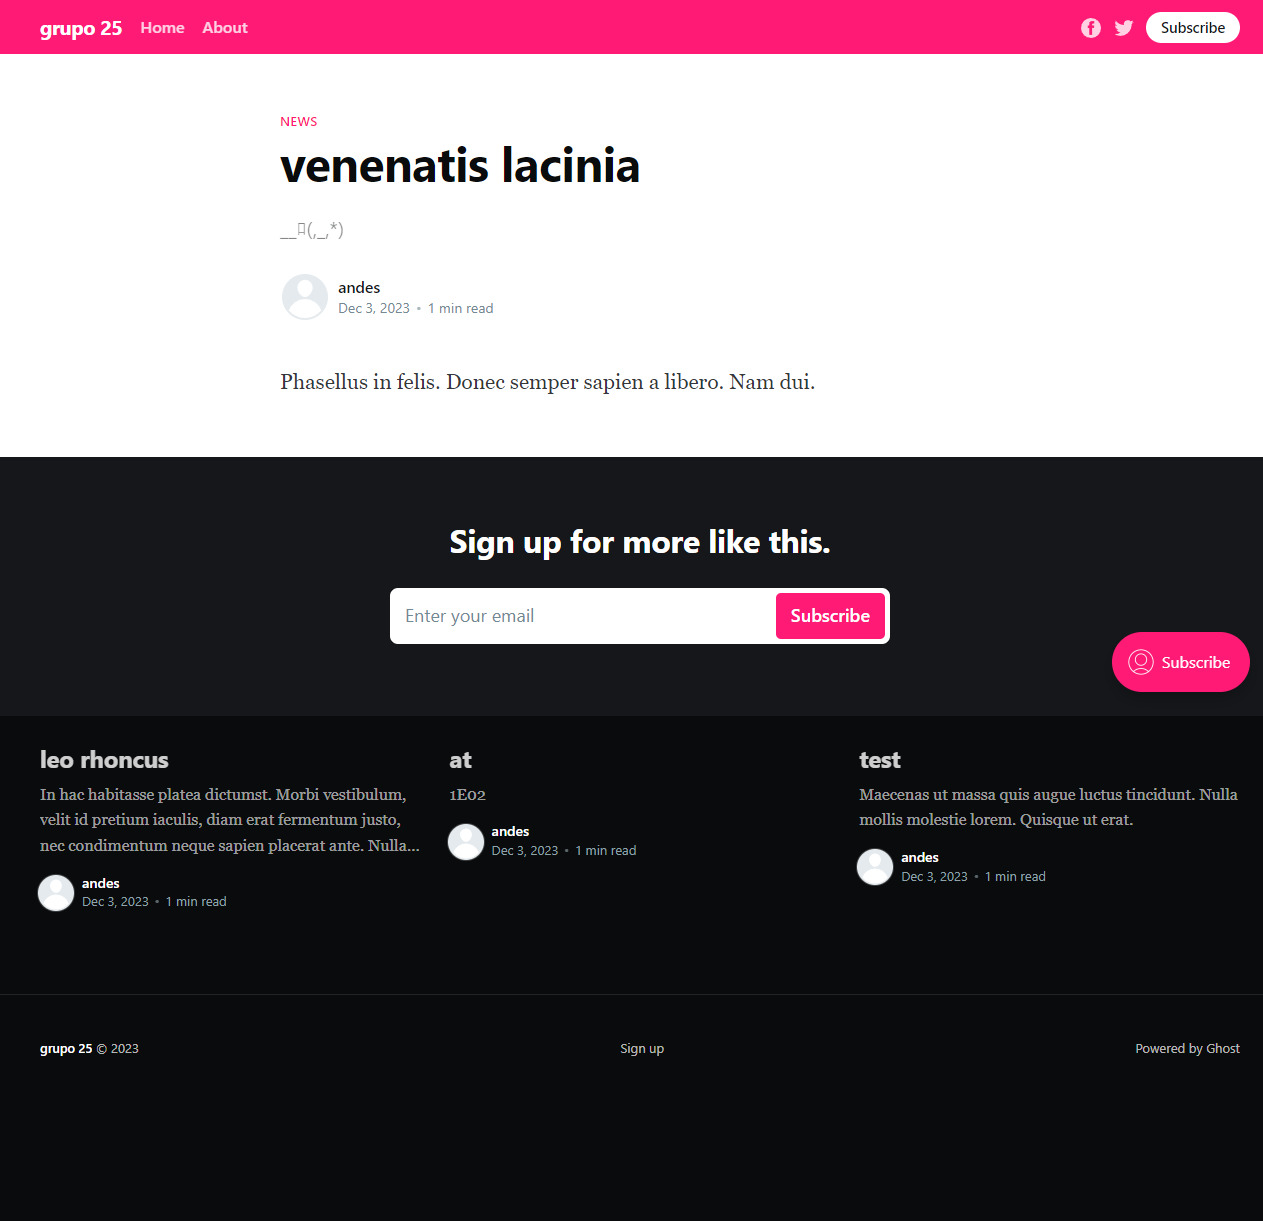 grupo 25 Home About Subscribe
NEWS
venenatis lacinia
__ﾛ(,_,*)
andes
Dec 3, 2023 • 1 min read
Phasellus in felis. Donec semper sapien a libero. Nam dui.
Sign up for more like this.
Enter your email Subscribe
Subscribe
leo rhoncus
In hac habitasse platea dictumst. Morbi vestibulum,
velit id pretium iaculis, diam erat fermentum justo,
nec condimentum neque sapien placerat ante. Nulla…
andes
Dec 3, 2023 • 1 min read
at
1E02
andes
Dec 3, 2023 • 1 min read
test
Maecenas ut massa quis augue luctus tincidunt. Nulla
mollis molestie lorem. Quisque ut erat.
andes
Dec 3, 2023 • 1 min read
grupo 25 © 2023
Sign up
Powered by Ghost